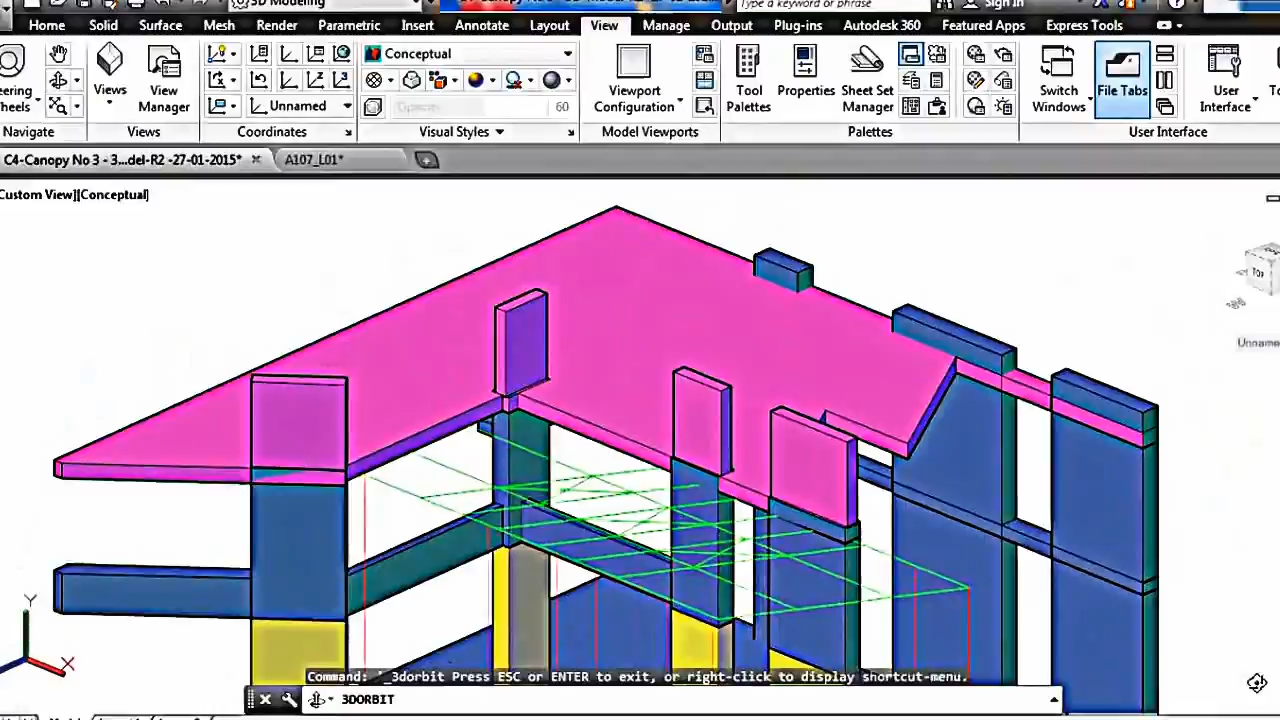 3D Modeling
Type a keyword or phrase
Sign In
Home Solid Surface Mesh Render Parametric Insert Annotate Layout View Manage Output Plug-ins Autodesk 360 Featured Apps Express Tools
Conceptual
Views
View
Manager
Unnamed
Opacity 60
Viewport
Configuration
Tool
Palettes
Properties
Sheet Set
Manager
Switch
Windows
File Tabs
User
Interface
Navigate Views Coordinates Visual Styles Model Viewports Palettes User Interface
C4-Canopy No 3 - 3...del-R2 -27-01-2015* A107_L01*
Custom View][Conceptual]
TOP
Y
X
Command: '_3dorbit Press ESC or ENTER to exit, or right-click to display shortcut-menu.
3DORBIT